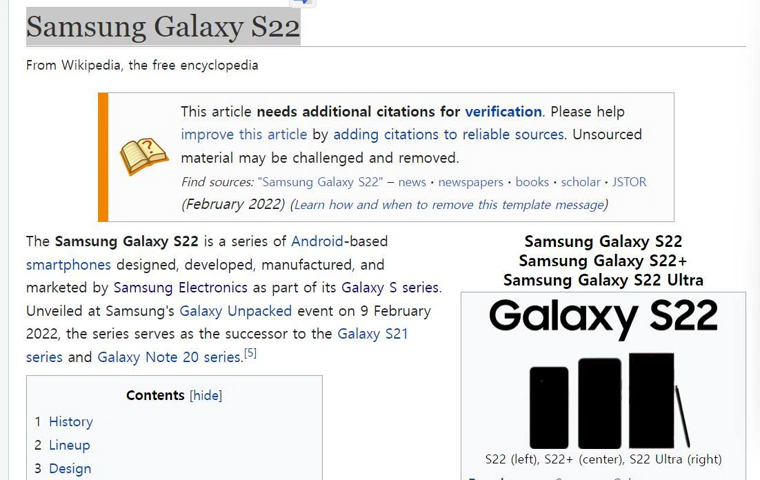 Samsung Galaxy S22
From Wikipedia, the free encyclopedia
This article needs additional citations for verification. Please help
improve this article by adding citations to reliable sources. Unsourced
material may be challenged and removed.
Find sources: "Samsung Galaxy S22" – news · newspapers · books · scholar · JSTOR
(February 2022) (Learn how and when to remove this template message)
The Samsung Galaxy S22 is a series of Android-based
smartphones designed, developed, manufactured, and
marketed by Samsung Electronics as part of its Galaxy S series.
Unveiled at Samsung's Galaxy Unpacked event on 9 February
2022, the series serves as the successor to the Galaxy S21
series and Galaxy Note 20 series.[5]
Contents [hide]
1 History
2 Lineup
3 Design
Samsung Galaxy S22
Samsung Galaxy S22+
Samsung Galaxy S22 Ultra
Galaxy S22
S22 (left), S22+ (center), S22 Ultra (right)